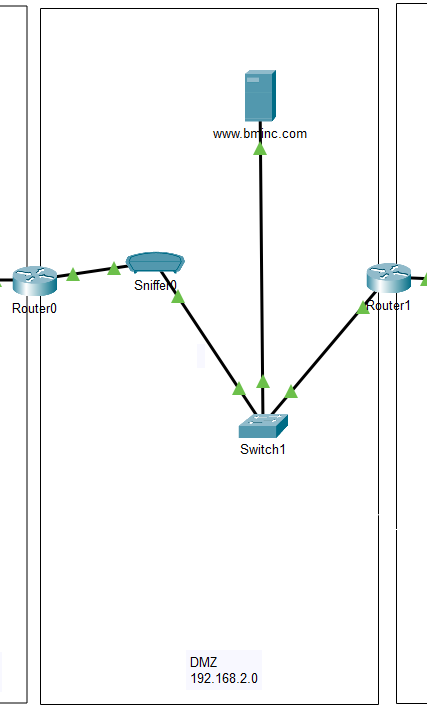 www.bminc.com
Sniffer0
Router0
Router1
Switch1
DMZ
192.168.2.0